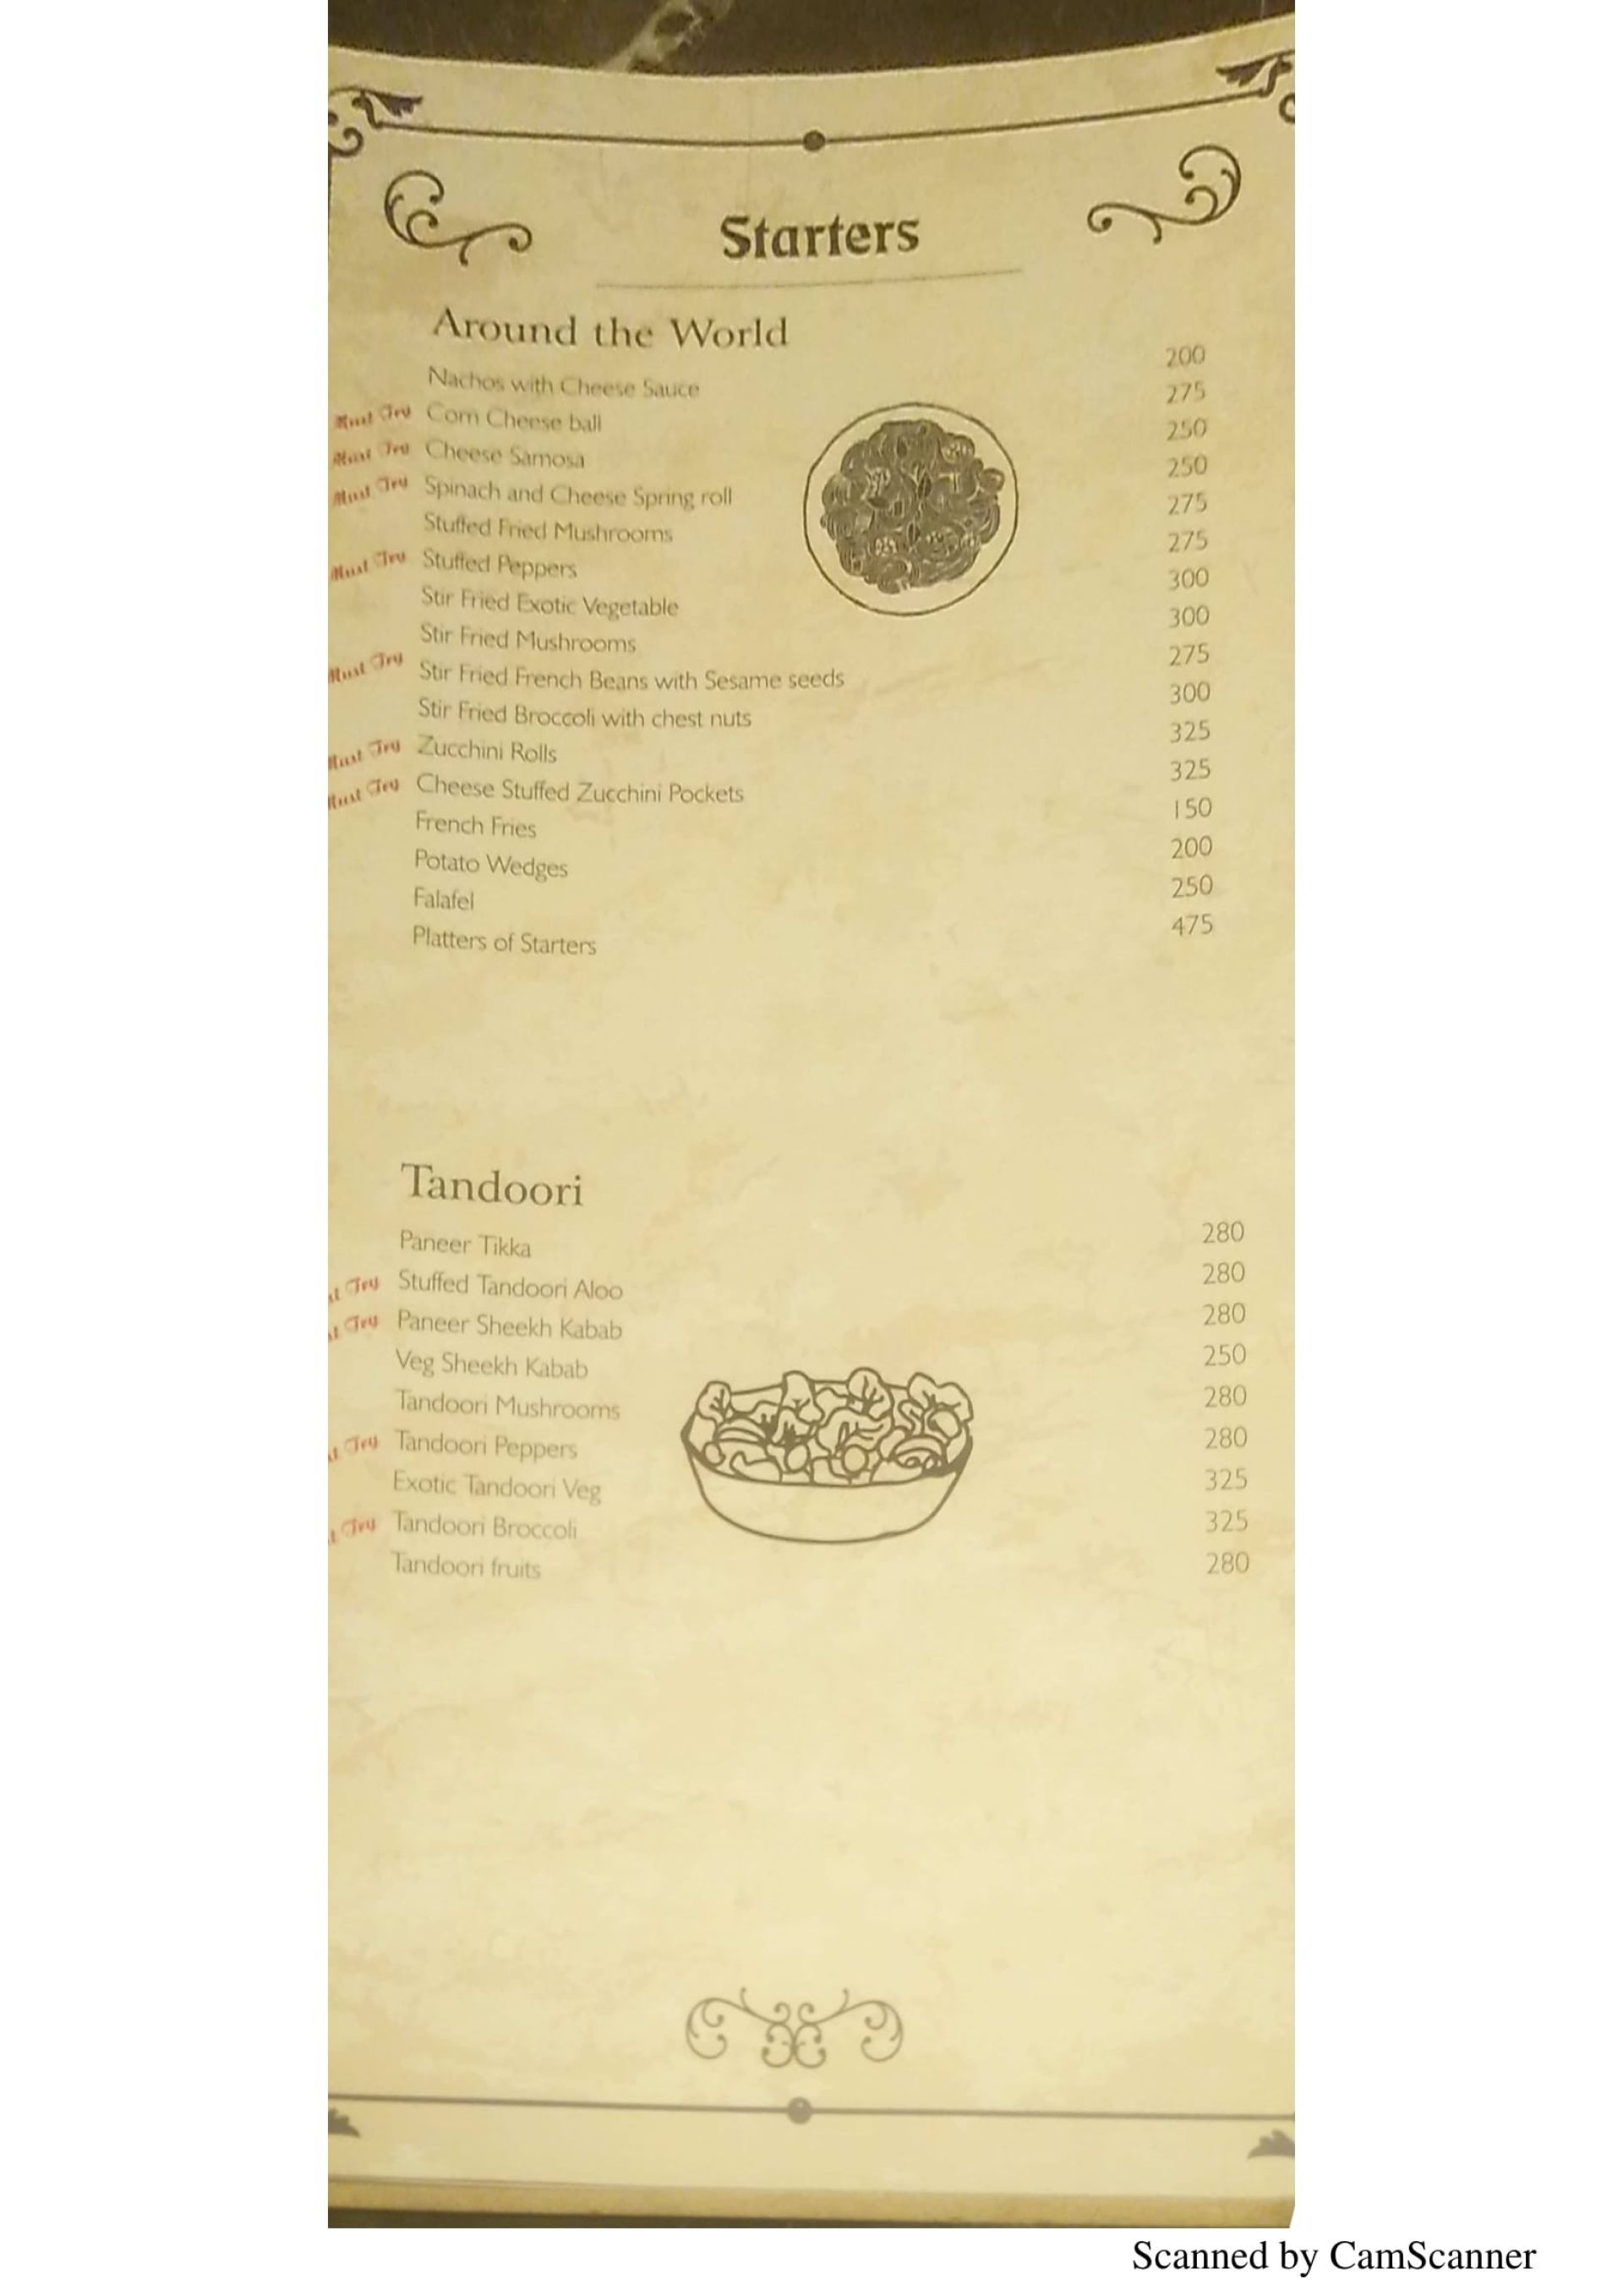 Starters
Around the World
Nachos with Cheese Sauce 200
Must Try Corn Cheese ball 275
Must Try Cheese Samosa 250
Must Try Spinach and Cheese Spring roll 250
Stuffed Fried Mushrooms 275
Must Try Stuffed Peppers 275
Stir Fried Exotic Vegetable 300
Stir Fried Mushrooms 300
Must Try Stir Fried French Beans with Sesame seeds 275
Stir Fried Broccoli with chest nuts 300
Must Try Zucchini Rolls 325
Must Try Cheese Stuffed Zucchini Pockets 325
French Fries 150
Potato Wedges 200
Falafel 250
Platters of Starters 475
Tandoori
Paneer Tikka 280
Try Stuffed Tandoori Aloo 280
Try Paneer Sheekh Kabab 280
Veg Sheekh Kabab 250
Tandoori Mushrooms 280
Try Tandoori Peppers 280
Exotic Tandoori Veg 325
Try Tandoori Broccoli 325
Tandoori fruits 280
Scanned by CamScanner